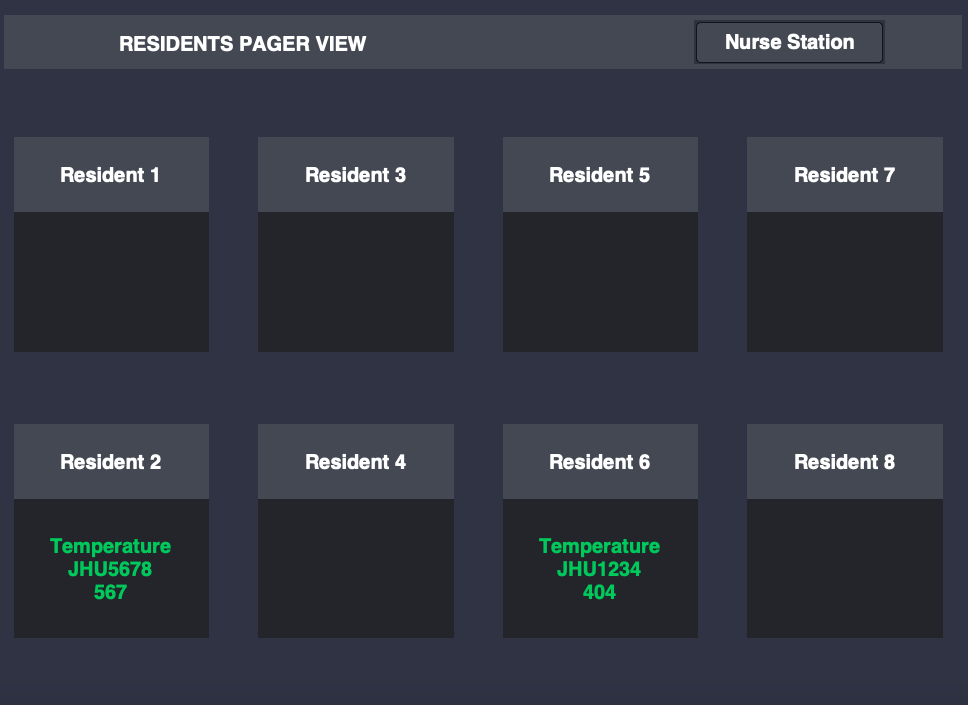 RESIDENTS PAGER VIEW
Nurse Station
Resident 1
Resident 3
Resident 5
Resident 7
Resident 2
Resident 4
Resident 6
Resident 8
Temperature
JHU5678
567
Temperature
JHU1234
404